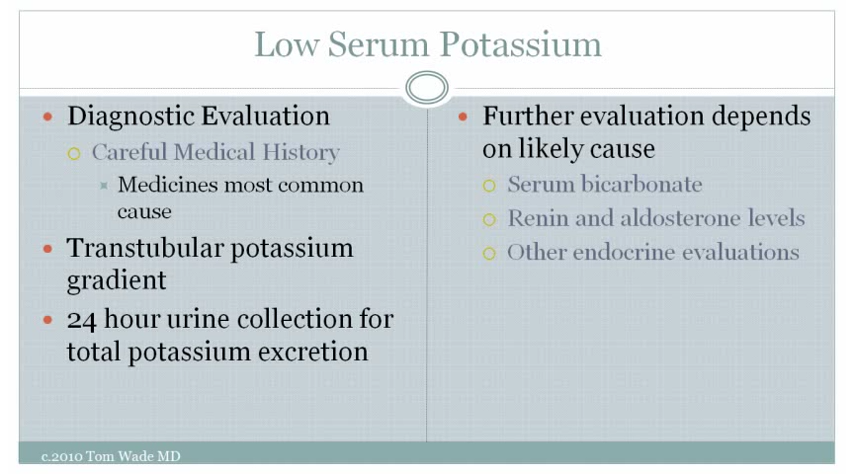 Low Serum Potassium
Diagnostic Evaluation
Careful Medical History
Medicines most common
cause
Transtubular potassium
gradient
24 hour urine collection for
total potassium excretion
Further evaluation depends
on likely cause
Serum bicarbonate
Renin and aldosterone levels
Other endocrine evaluations
c.2010 Tom Wade MD